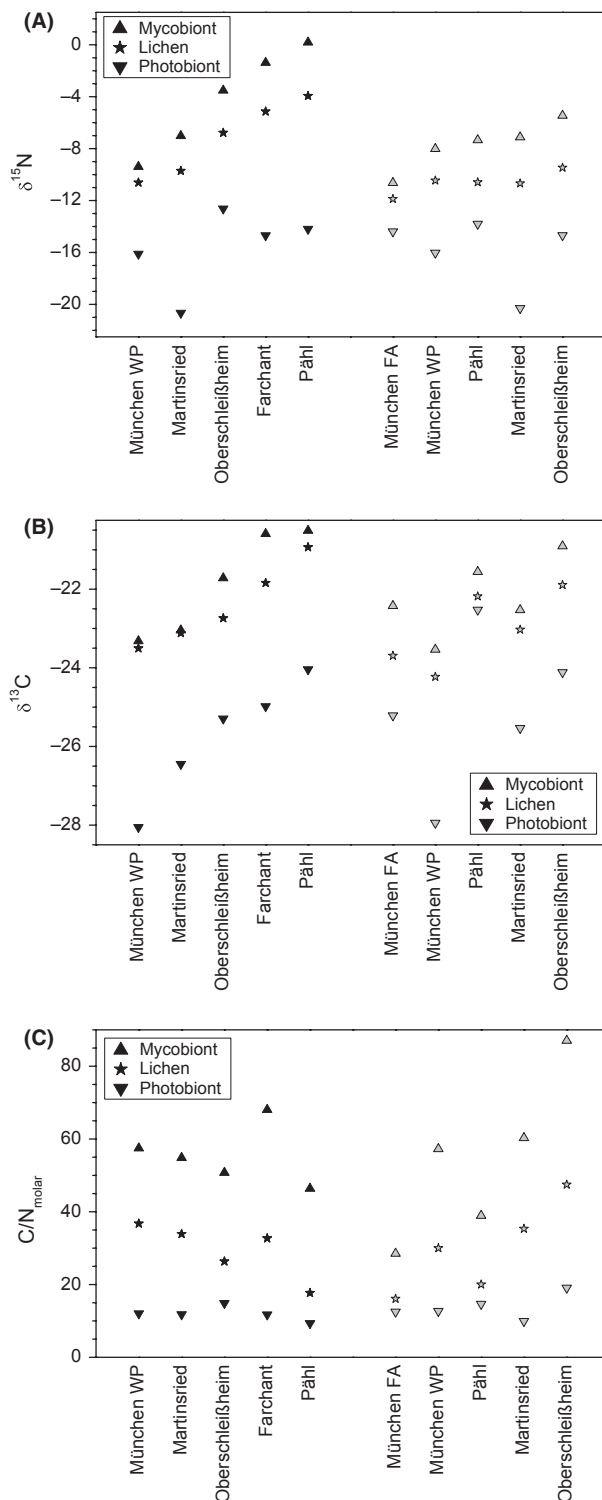 (A)
Mycobiont
Lichen
Photobiont
0
–4
–8
–12
–16
–20
δ15N
München WP
Martinsried
Oberschleißheim
Farchant
Pähl
München FA
München WP
Pähl
Martinsried
Oberschleißheim
(B)
–22
–24
–26
–28
δ13C
Mycobiont
Lichen
Photobiont
München WP
Martinsried
Oberschleißheim
Farchant
Pähl
München FA
München WP
Pähl
Martinsried
Oberschleißheim
(C)
Mycobiont
Lichen
Photobiont
80
60
40
20
0
C/Nmolar
München WP
Martinsried
Oberschleißheim
Farchant
Pähl
München FA
München WP
Pähl
Martinsried
Oberschleißheim